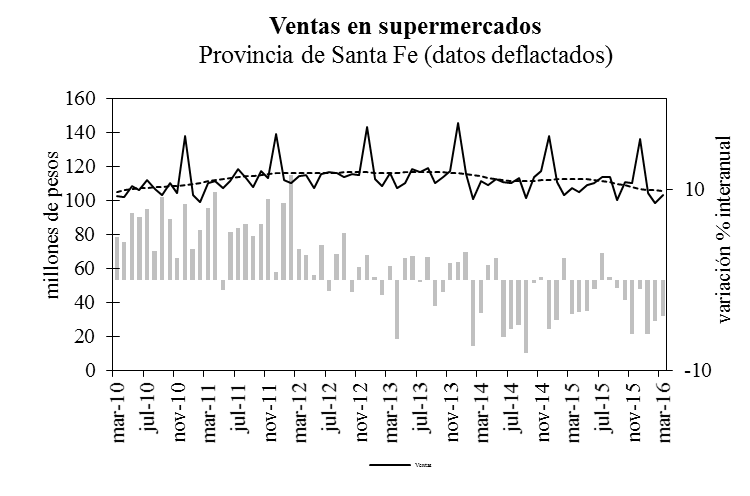 Ventas en supermercados
Provincia de Santa Fe (datos deflactados)
millones de pesos
160
140
120
100
80
60
40
20
0
10
-10
variación % interanual
mar-10
jul-10
nov-10
mar-11
jul-11
nov-11
mar-12
jul-12
nov-12
mar-13
jul-13
nov-13
mar-14
jul-14
nov-14
mar-15
jul-15
nov-15
mar-16
Ventas